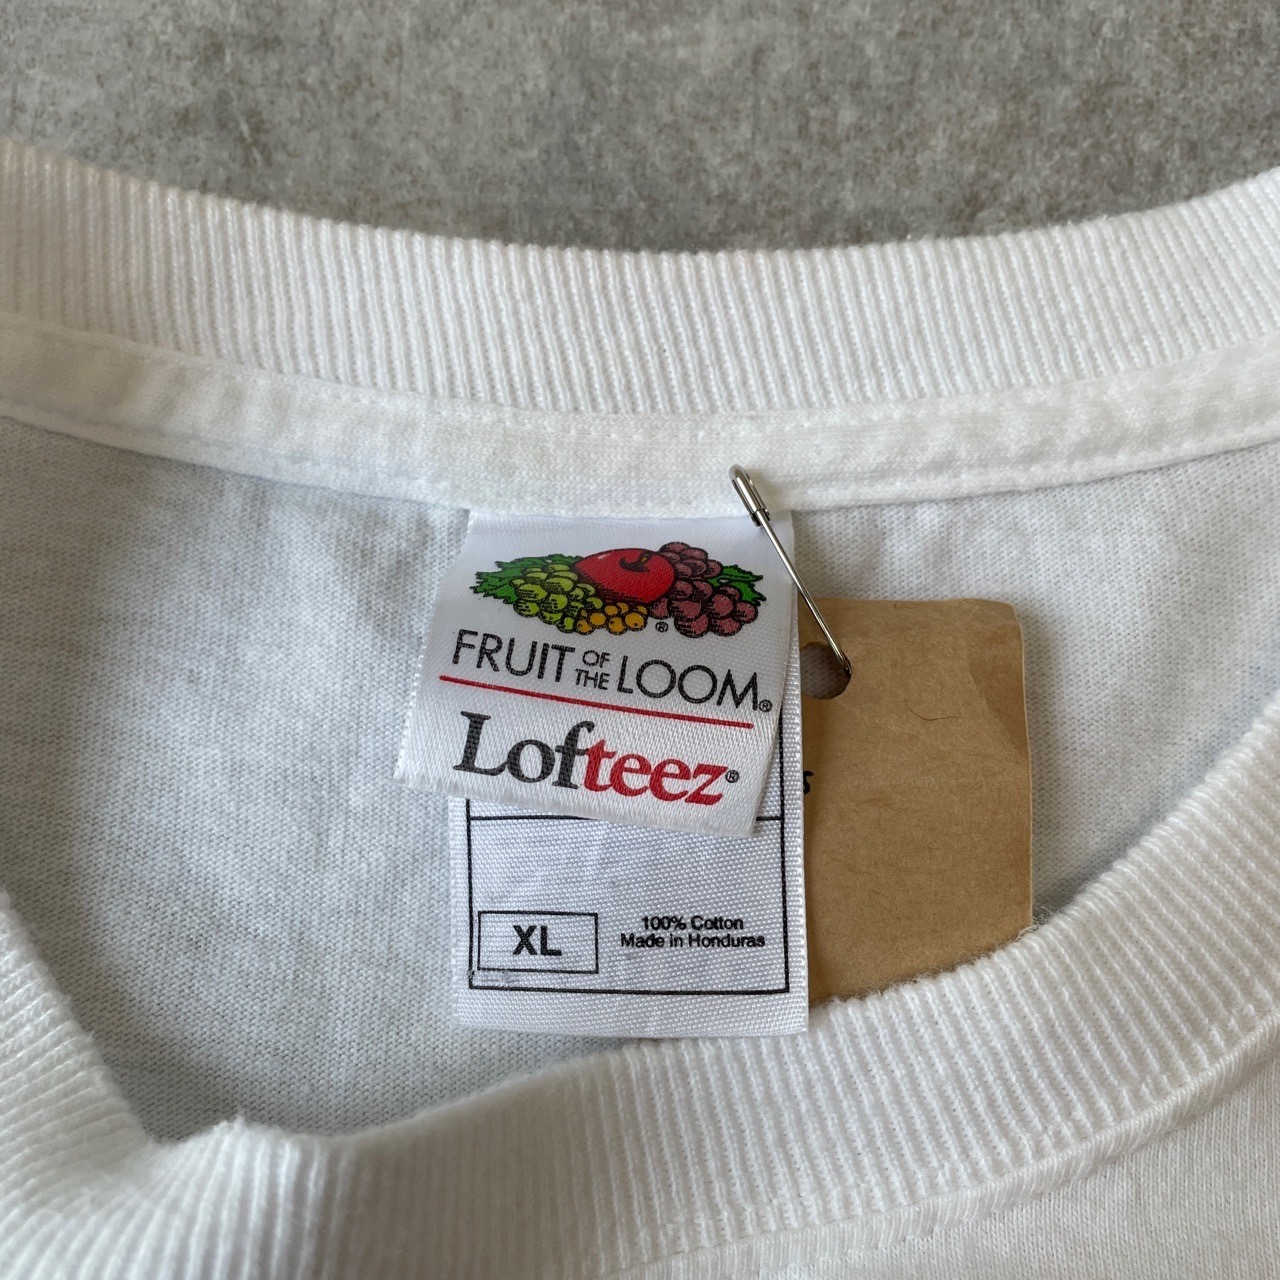 ®
FRUIT OF THE LOOM®
Lofteez®
XL
100% Cotton
Made in Honduras